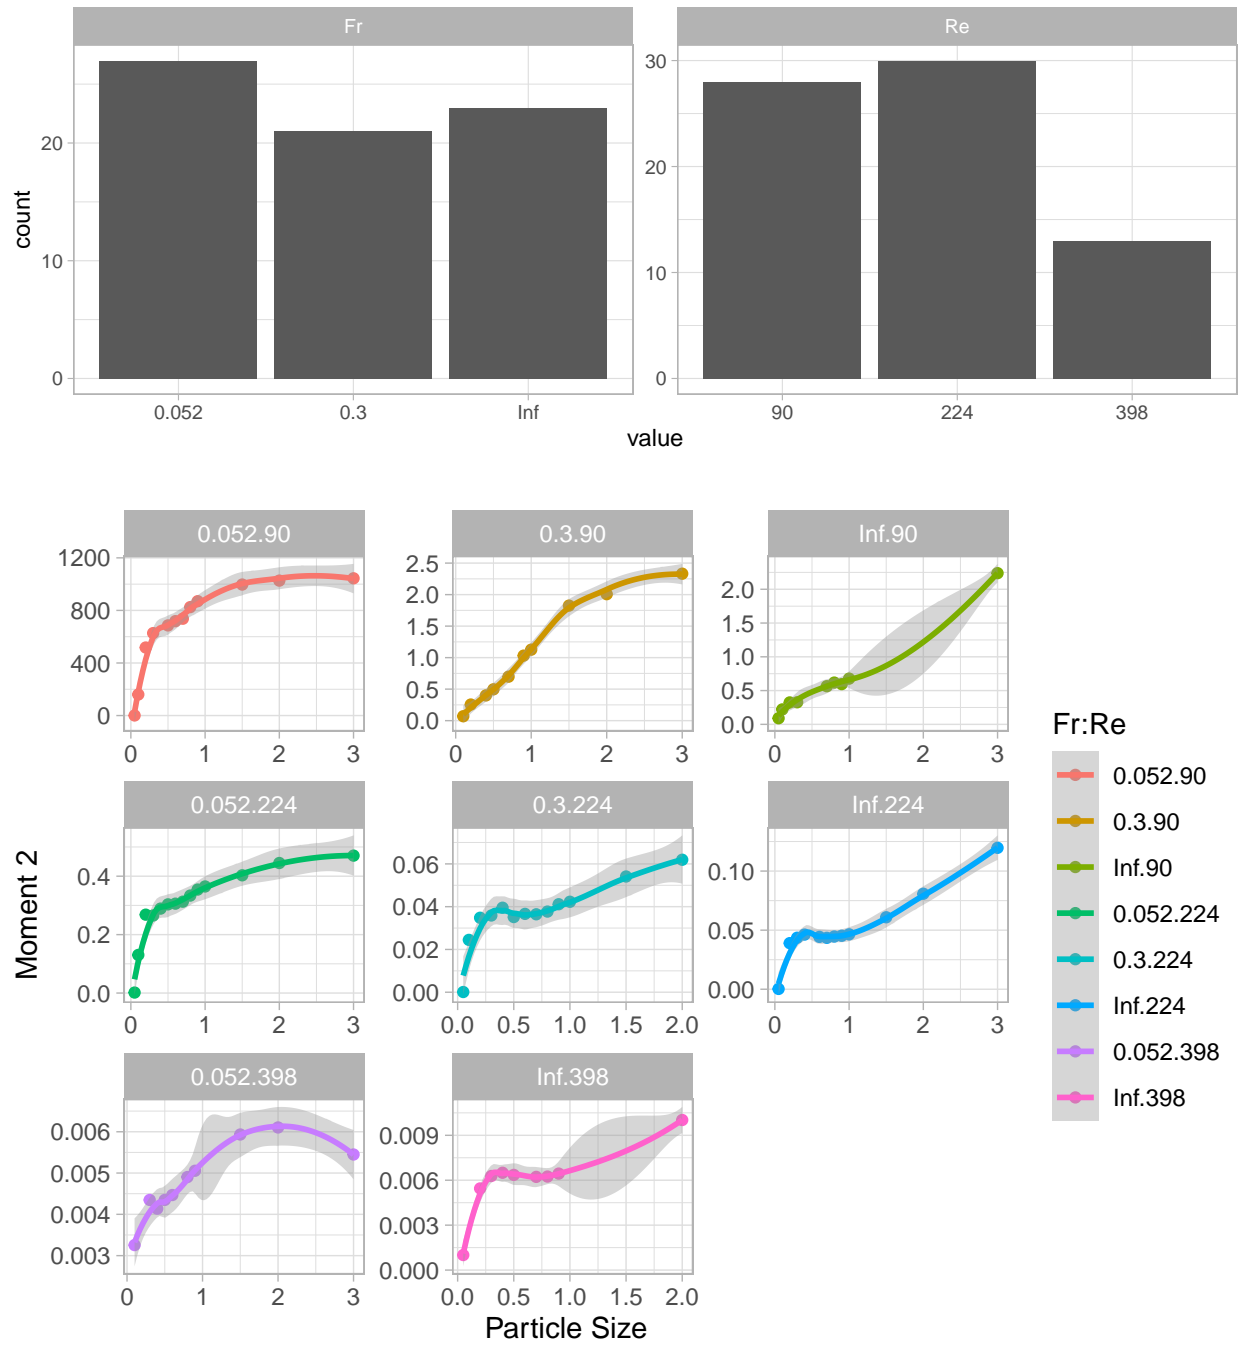 Fr Re
30
20 20
10 10
0 0
count
0.052 0.3 Inf 90 224 398
value
0.052.90 0.3.90 Inf.90
1200 2.5
2.0 2.0
800 1.5 1.5
400 1.0 1.0
0.5 0.5
0 0.0 0.0
0 1 2 3 0 1 2 3 0 1 2 3
0.052.224 0.3.224 Inf.224
0.4 0.06 0.10
0.04 0.05
0.2 0.02
0.0 0.00 0.00
0 1 2 3 0.0 0.5 1.0 1.5 2.0 0 1 2 3
0.052.398 Inf.398
0.006 0.009
0.005 0.006
0.004 0.003
0.003 0.000
0 1 2 3 0.0 0.5 1.0 1.5 2.0
Moment 2
Particle Size
Fr:Re
0.052.90
0.3.90
Inf.90
0.052.224
0.3.224
Inf.224
0.052.398
Inf.398